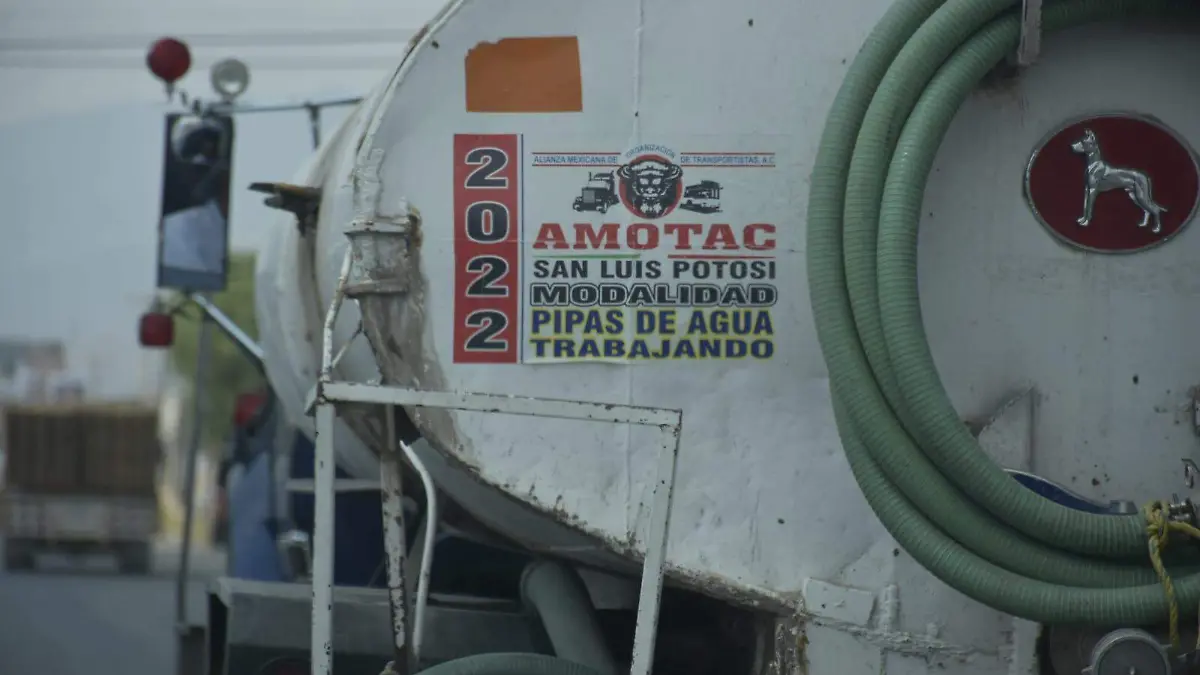 2022
ORGANIZACIÓN
ALIANZA MEXICANA DE DE TRANSPORTISTAS, A.C
AMOTAC
SAN LUIS POTOSI
MODALIDAD
PIPAS DE AGUA
TRABAJANDO